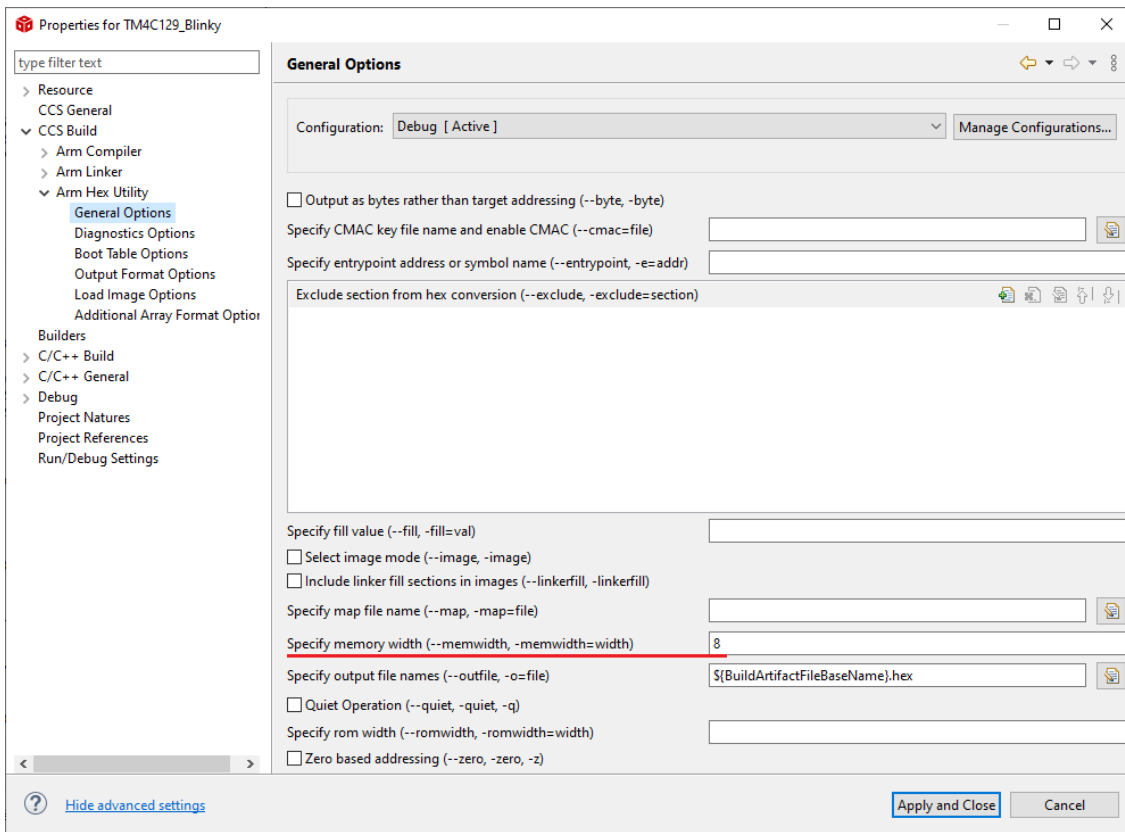 Properties for TM4C129_Blinky
type filter text
Resource
CCS General
CCS Build
Arm Compiler
Arm Linker
Arm Hex Utility
General Options
Diagnostics Options
Boot Table Options
Output Format Options
Load Image Options
Additional Array Format Option
Builders
C/C++ Build
C/C++ General
Debug
Project Natures
Project References
Run/Debug Settings
General Options
Configuration: Debug [ Active ] Manage Configurations...
Output as bytes rather than target addressing (--byte, -byte)
Specify CMAC key file name and enable CMAC (--cmac=file)
Specify entrypoint address or symbol name (--entrypoint, -e=addr)
Exclude section from hex conversion (--exclude, -exclude=section)
Specify fill value (--fill, -fill=val)
Select image mode (--image, -image)
Include linker fill sections in images (--linkerfill, -linkerfill)
Specify map file name (--map, -map=file)
Specify memory width (--memwidth, -memwidth=width) 8
Specify output file names (--outfile, -o=file) ${BuildArtifactFileBaseName}.hex
Quiet Operation (--quiet, -quiet, -q)
Specify rom width (--romwidth, -romwidth=width)
Zero based addressing (--zero, -zero, -z)
? Hide advanced settings Apply and Close Cancel